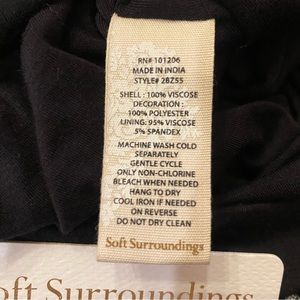 RN# 101206
MADE IN INDIA
STYLE# 2BZ55
SHELL : 100% VISCOSE
DECORATION :
100% POLYESTER
LINING: 95% VISCOSE
5% SPANDEX
MACHINE WASH COLD
SEPARATELY
GENTLE CYCLE
ONLY NON-CHLORINE
BLEACH WHEN NEEDED
HANG TO DRY
COOL IRON IF NEEDED
ON REVERSE
DO NOT DRY CLEAN
Soft Surroundings
oft Surroundings